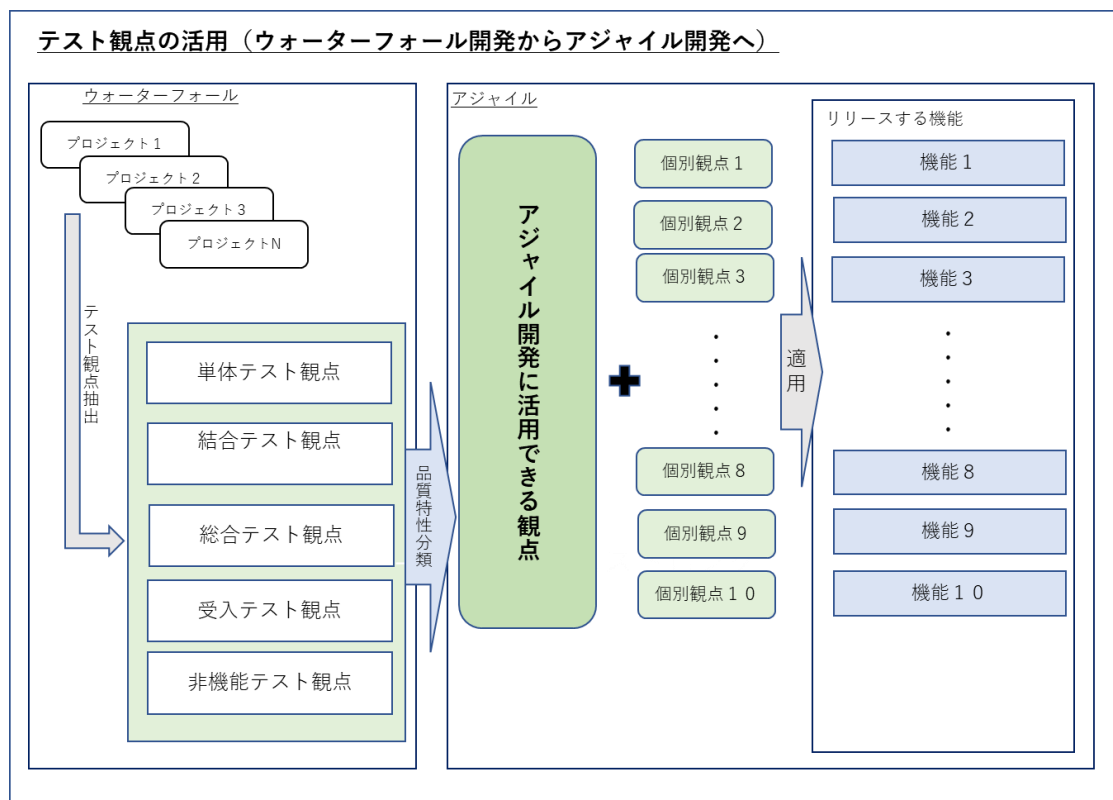 テスト観点の活用（ウォーターフォール開発からアジャイル開発へ）
ウォーターフォール
プロジェクト１
プロジェクト２
プロジェクト３
プロジェクトN
テスト観点抽出
単体テスト観点
結合テスト観点
総合テスト観点
受入テスト観点
非機能テスト観点
品質特性分類
アジャイル
アジャイル開発に活用できる観点
個別観点１
個別観点２
個別観点３
・
・
・
・
・
個別観点８
個別観点９
個別観点１０
適用
リリースする機能
機能１
機能２
機能３
・
・
・
・
・
機能８
機能９
機能１０